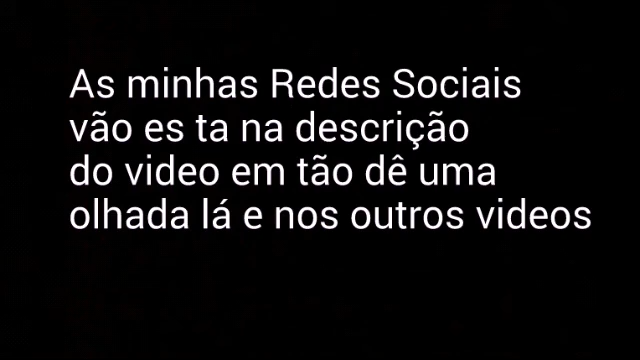 As minhas Redes Sociais
vão es ta na descrição
do video em tão dê uma
olhada lá e nos outros videos